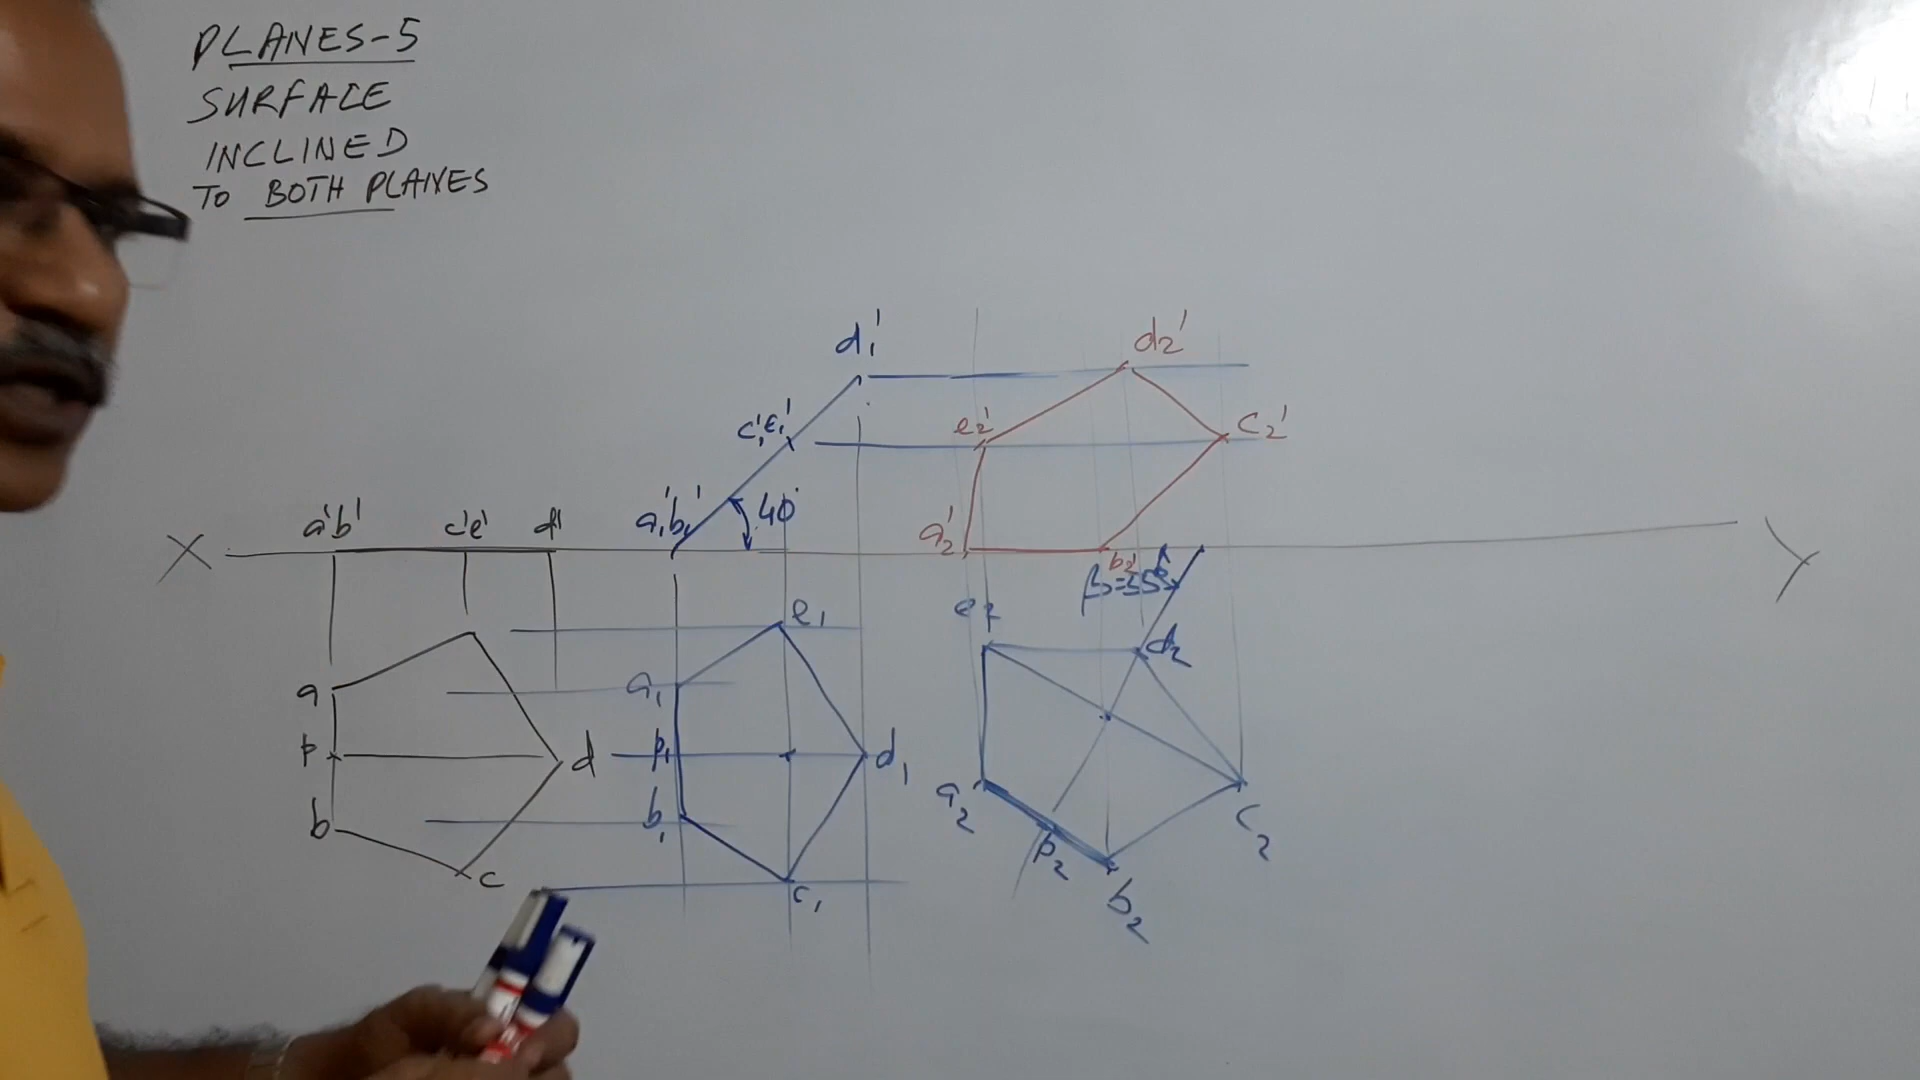 PLANES-5
SURFACE
INCLINED
TO BOTH PLANES
d₁'
d₂'
c₁'e₁'
e₂'
c₂'
a'b'
c'e'
d'
a₁'b₁'
40°
a₂'
b₂'
X
Y
e₁
e₂
d₂
a
a₁
p
d
p₁
d₁
a₂
b
b₁
c₂
p₂
c
c₁
b₂